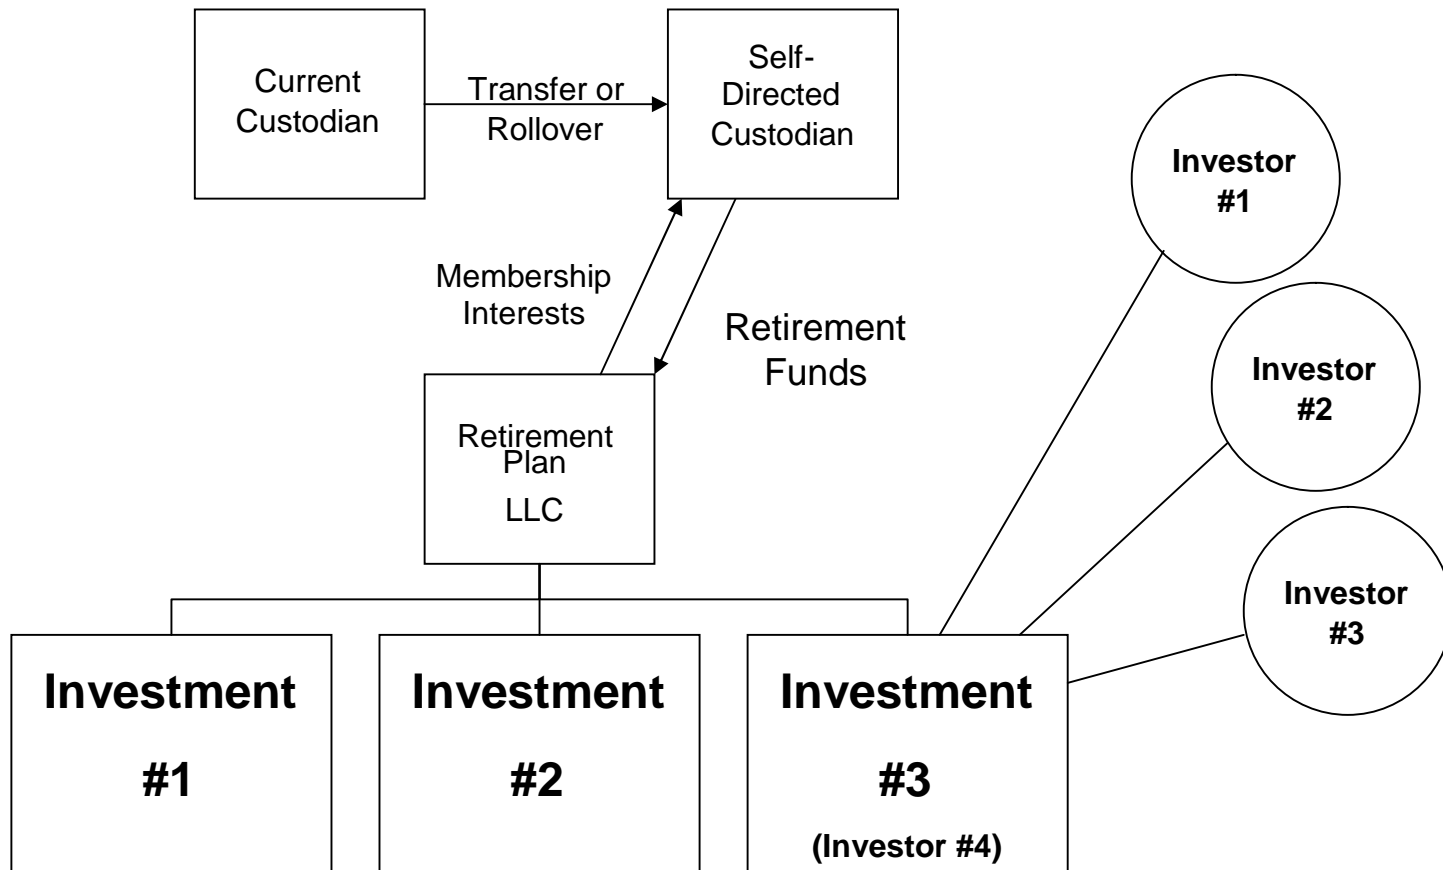 Current
Custodian
Transfer or
Rollover
Self-
Directed
Custodian
Investor
#1
Membership
Interests
Retirement
Funds
Investor
#2
Retirement
Plan
LLC
Investor
#3
Investment
#1
Investment
#2
Investment
#3
(Investor #4)